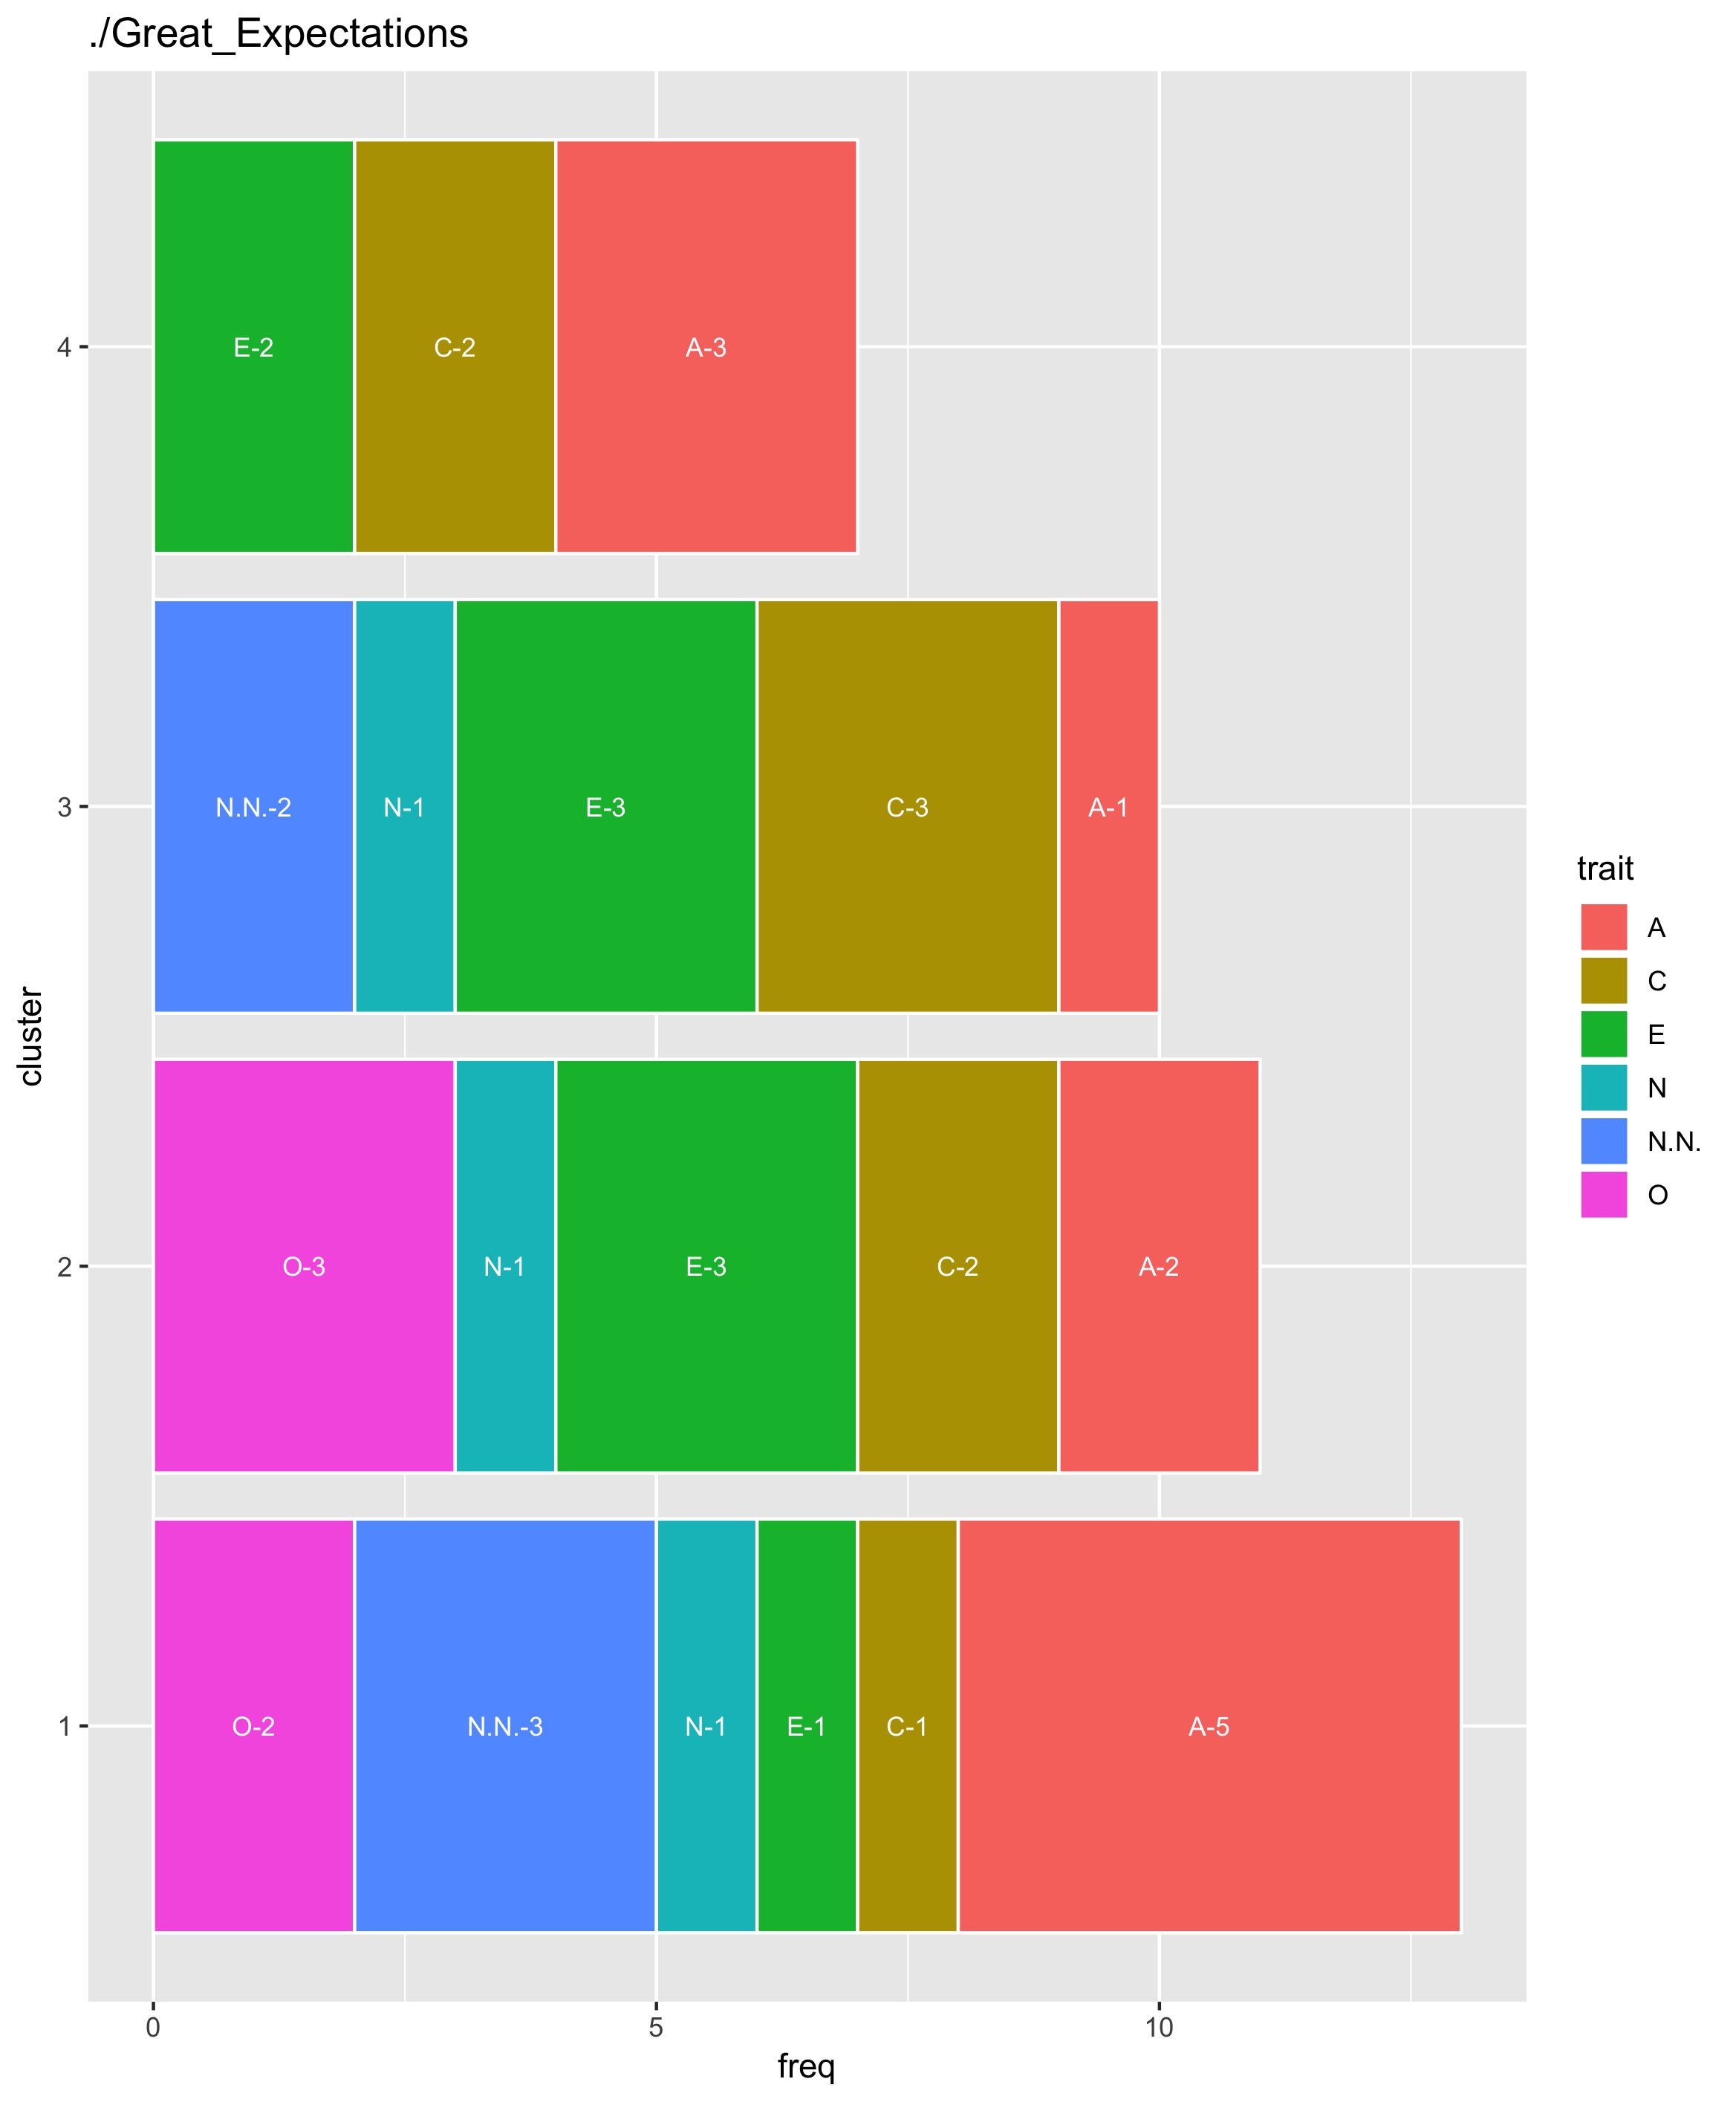 ./Great_Expectations
cluster
4
E-2 C-2 A-3
3
N.N.-2 N-1 E-3 C-3 A-1
2
O-3 N-1 E-3 C-2 A-2
1
O-2 N.N.-3 N-1 E-1 C-1 A-5
0 5 10
freq
trait
A
C
E
N
N.N.
O